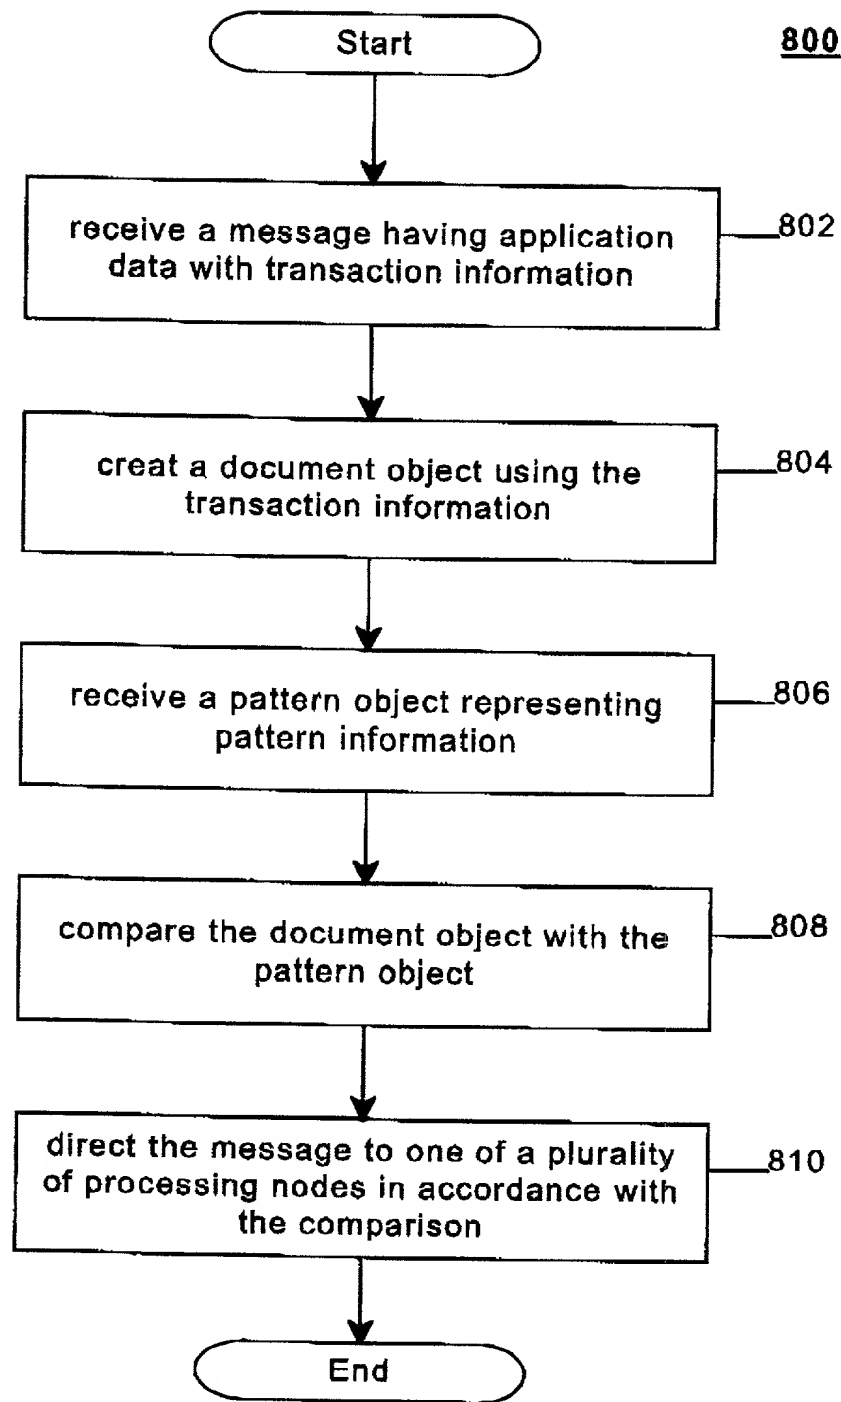 Start
800
receive a message having application
data with transaction information
802
creat a document object using the
transaction information
804
receive a pattern object representing
pattern information
806
compare the document object with the
pattern object
808
direct the message to one of a plurality
of processing nodes in accordance with
the comparison
810
End